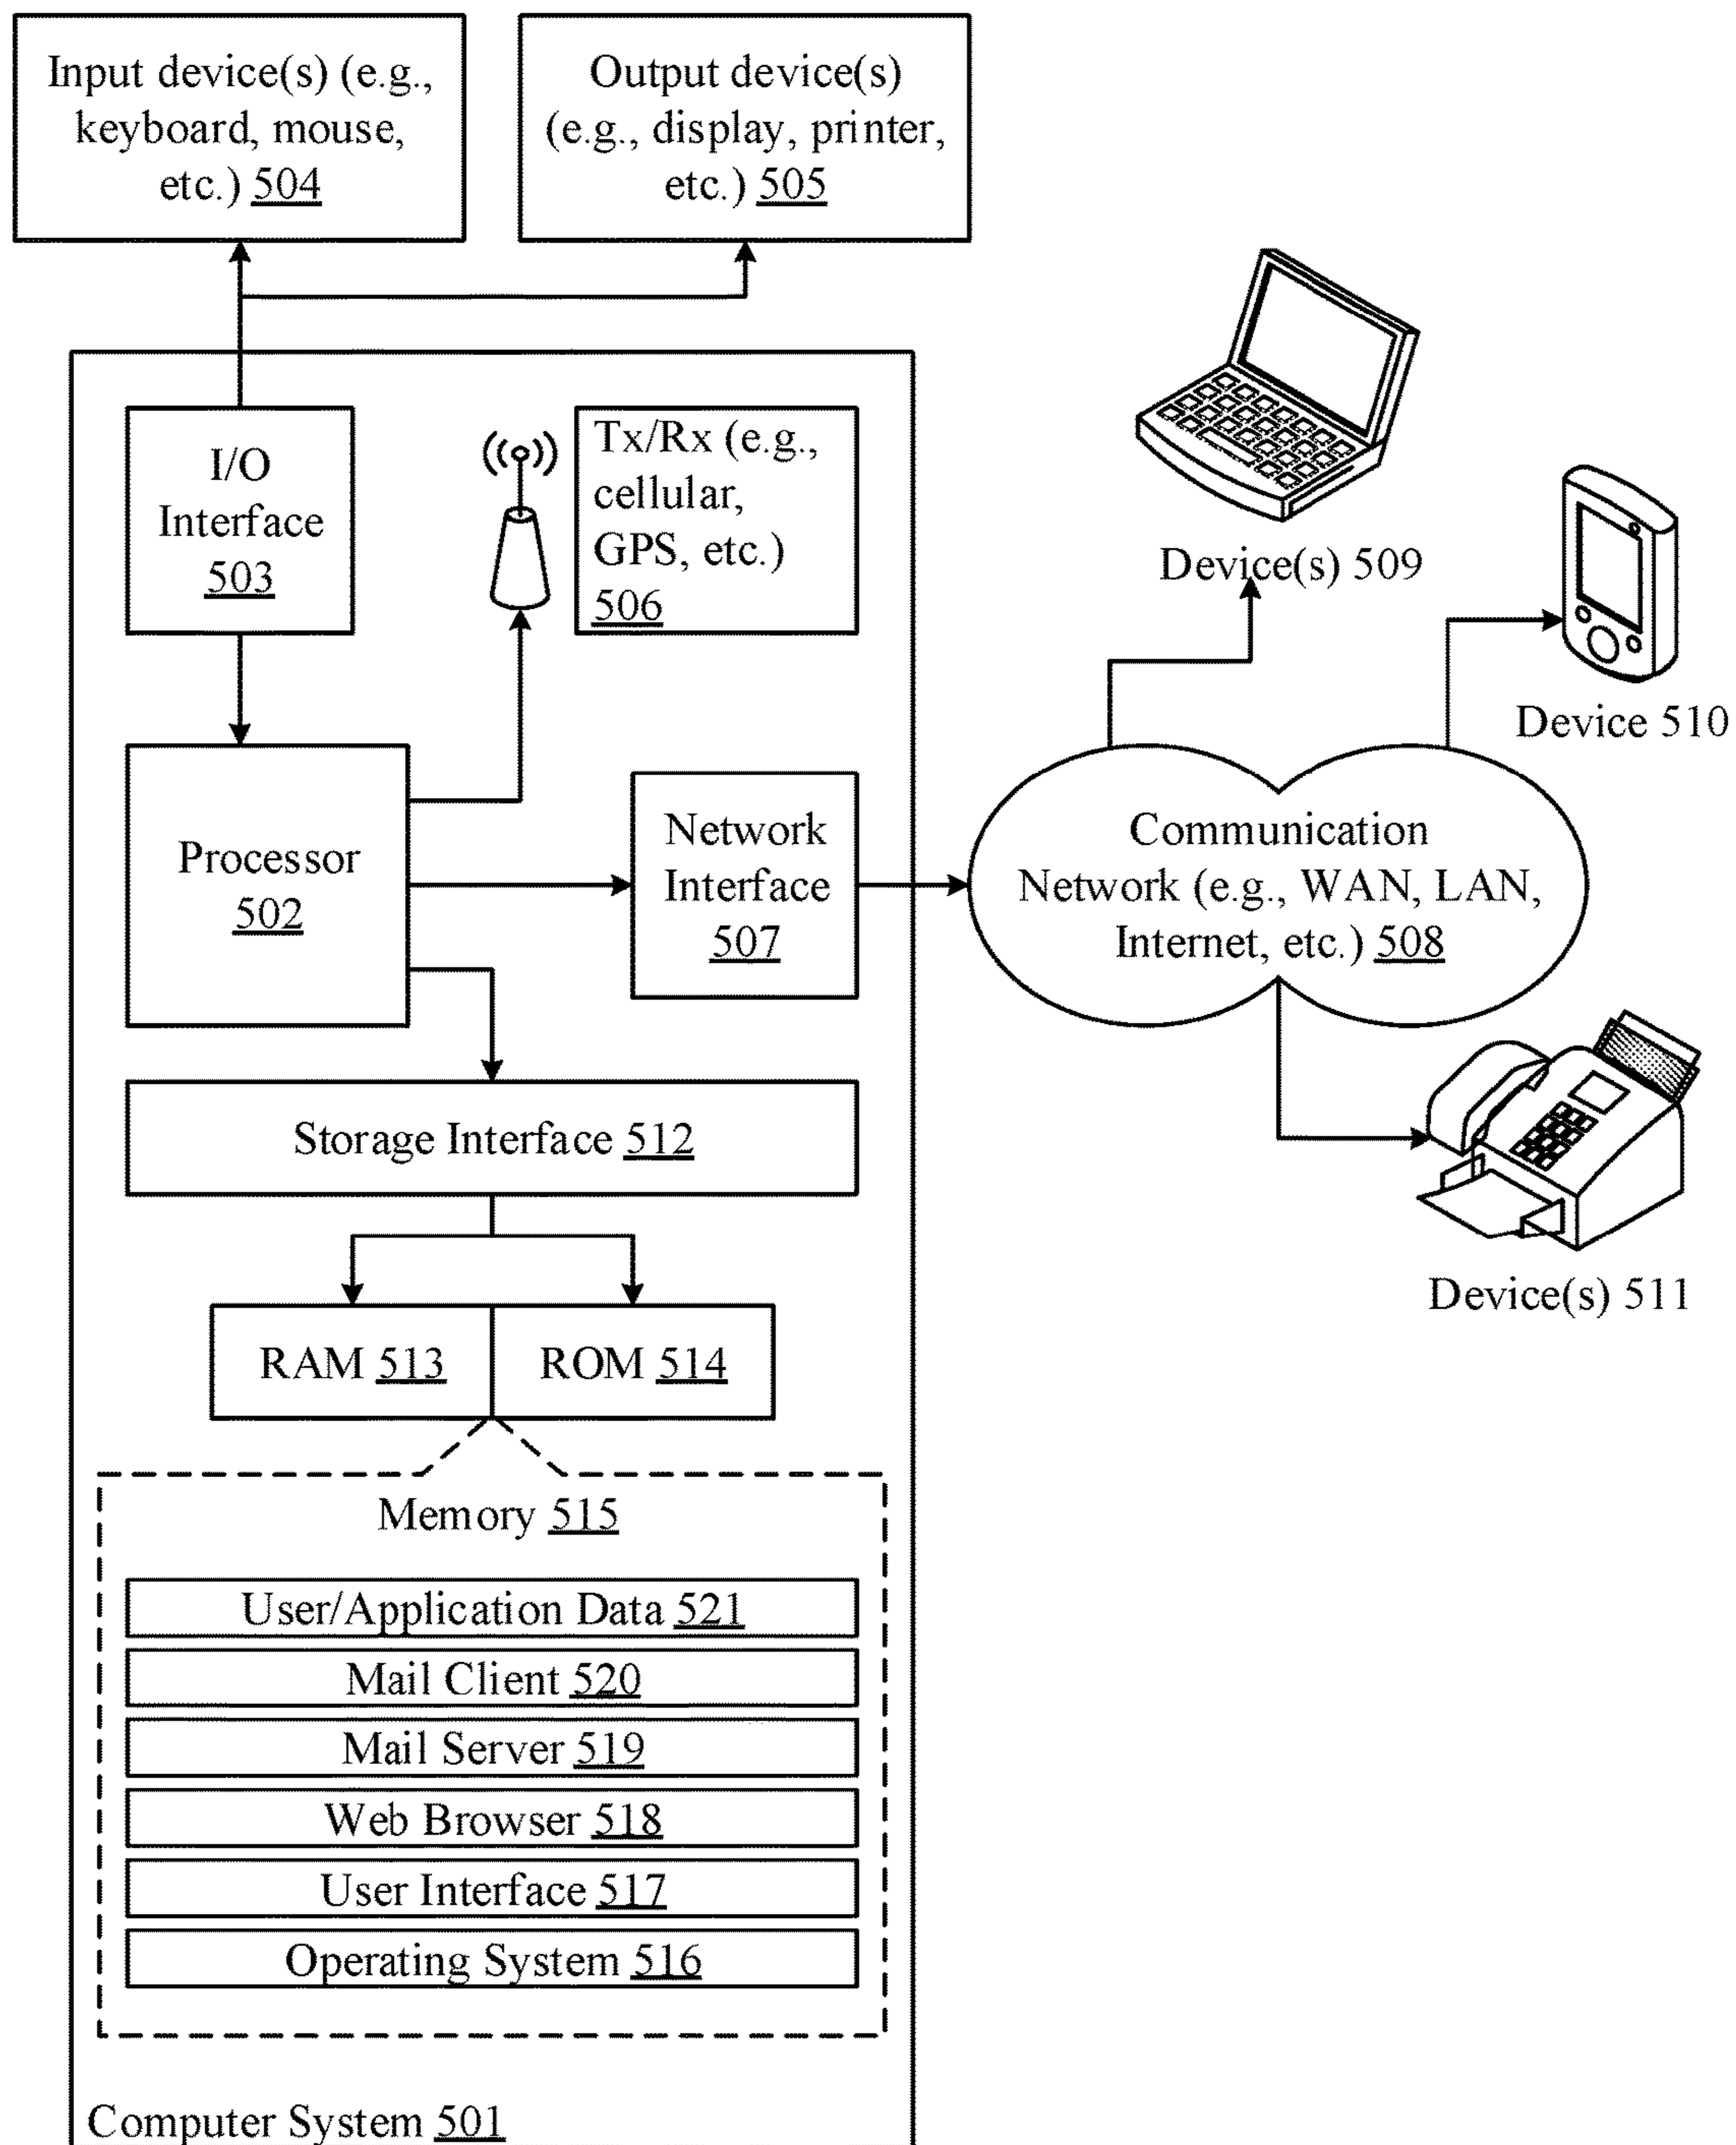 Input device(s) (e.g.,
keyboard, mouse,
etc.) 504
Output device(s)
(e.g., display, printer,
etc.) 505
I/O
Interface
503
Tx/Rx (e.g.,
cellular,
GPS, etc.)
506
Device(s) 509
Device 510
Processor
502
Network
Interface
507
Communication
Network (e.g., WAN, LAN,
Internet, etc.) 508
Storage Interface 512
Device(s) 511
RAM 513
ROM 514
Memory 515
User/Application Data 521
Mail Client 520
Mail Server 519
Web Browser 518
User Interface 517
Operating System 516
Computer System 501